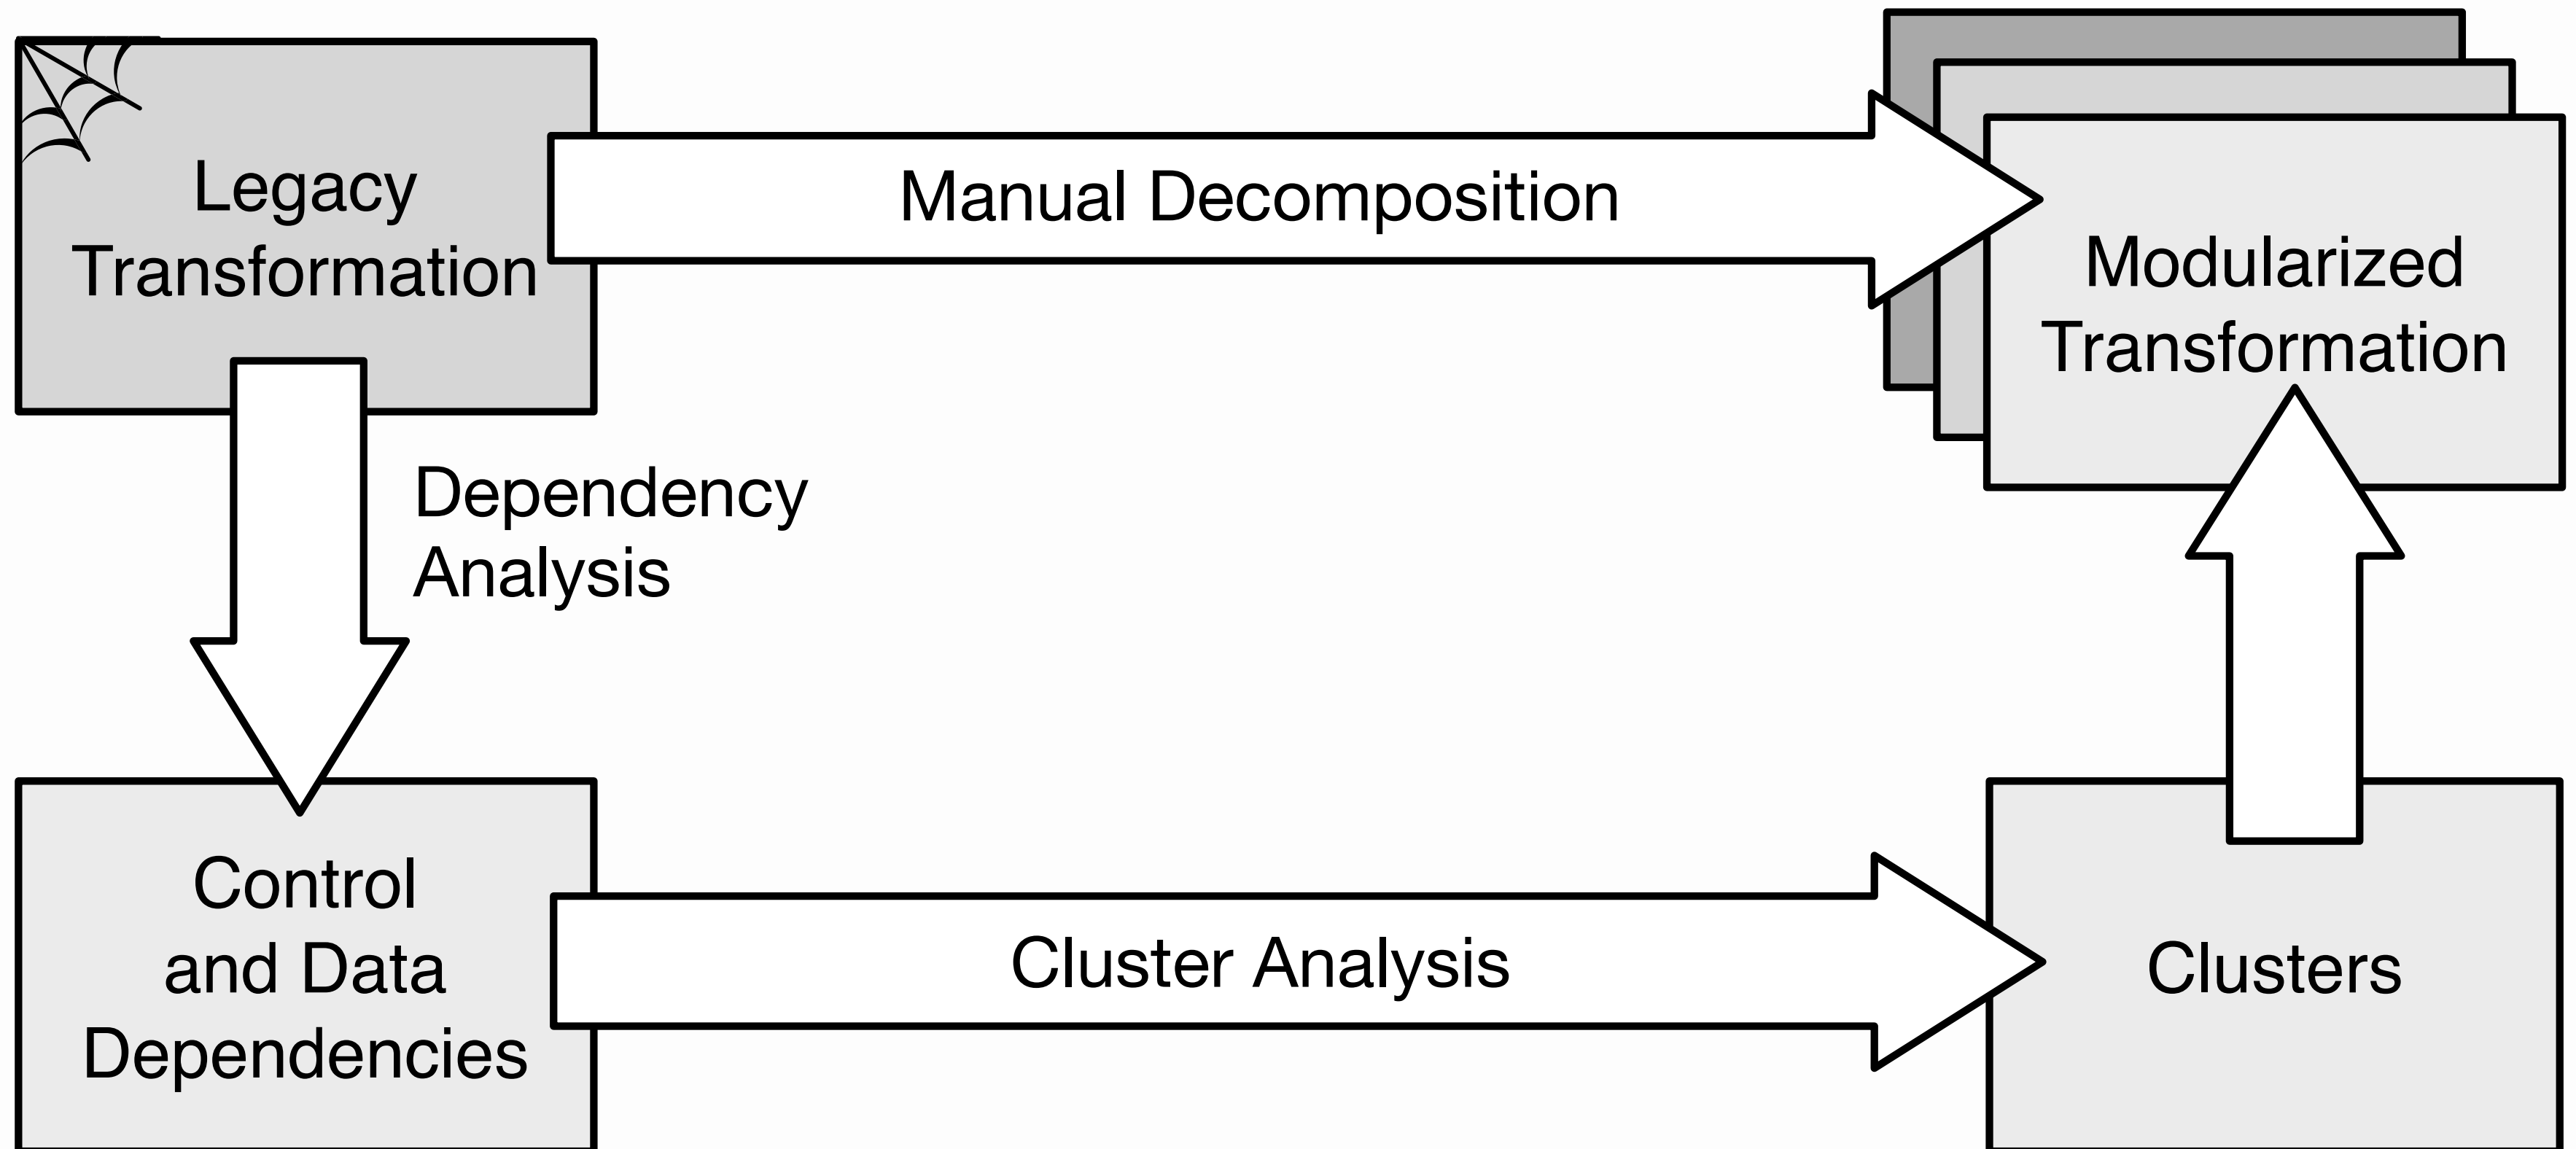 Legacy
Transformation
Manual Decomposition
Modularized
Transformation
Dependency
Analysis
Control
and Data
Dependencies
Cluster Analysis
Clusters